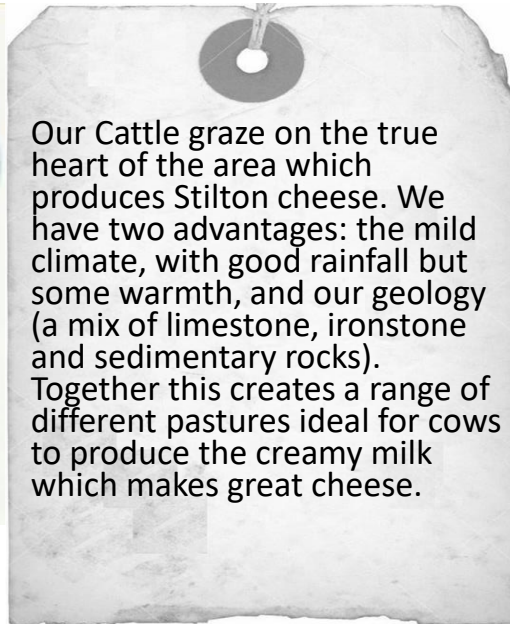 Our Cattle graze on the true
heart of the area which
produces Stilton cheese. We
have two advantages: the mild
climate, with good rainfall but
some warmth, and our geology
(a mix of limestone, ironstone
and sedimentary rocks).
Together this creates a range of
different pastures ideal for cows
to produce the creamy milk
which makes great cheese.